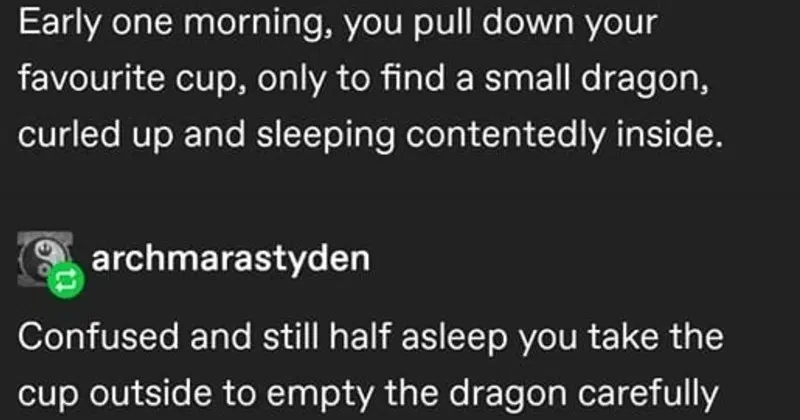 Early one morning, you pull down your
favourite cup, only to find a small dragon,
curled up and sleeping contentedly inside.
archmarastyden
Confused and still half asleep you take the
cup outside to empty the dragon carefully